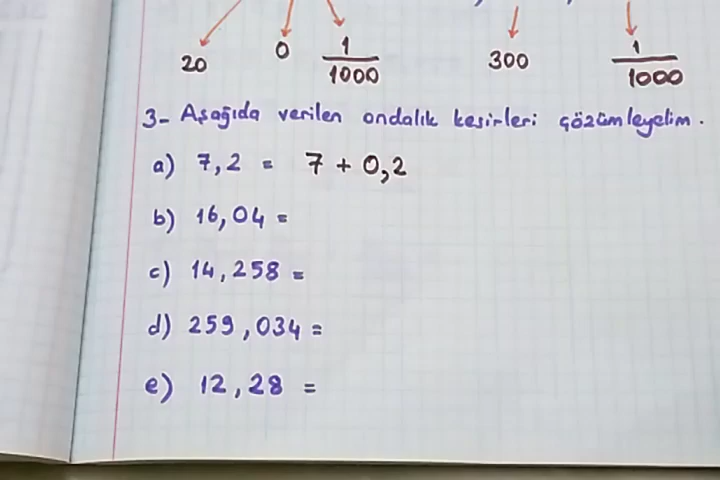 20 0 1/1000 300 1/1000
3- Aşağıda verilen ondalık kesirleri çözümleyelim.
a) 7,2 = 7 + 0,2
b) 16,04 =
c) 14,258 =
d) 259,034 =
e) 12,28 =